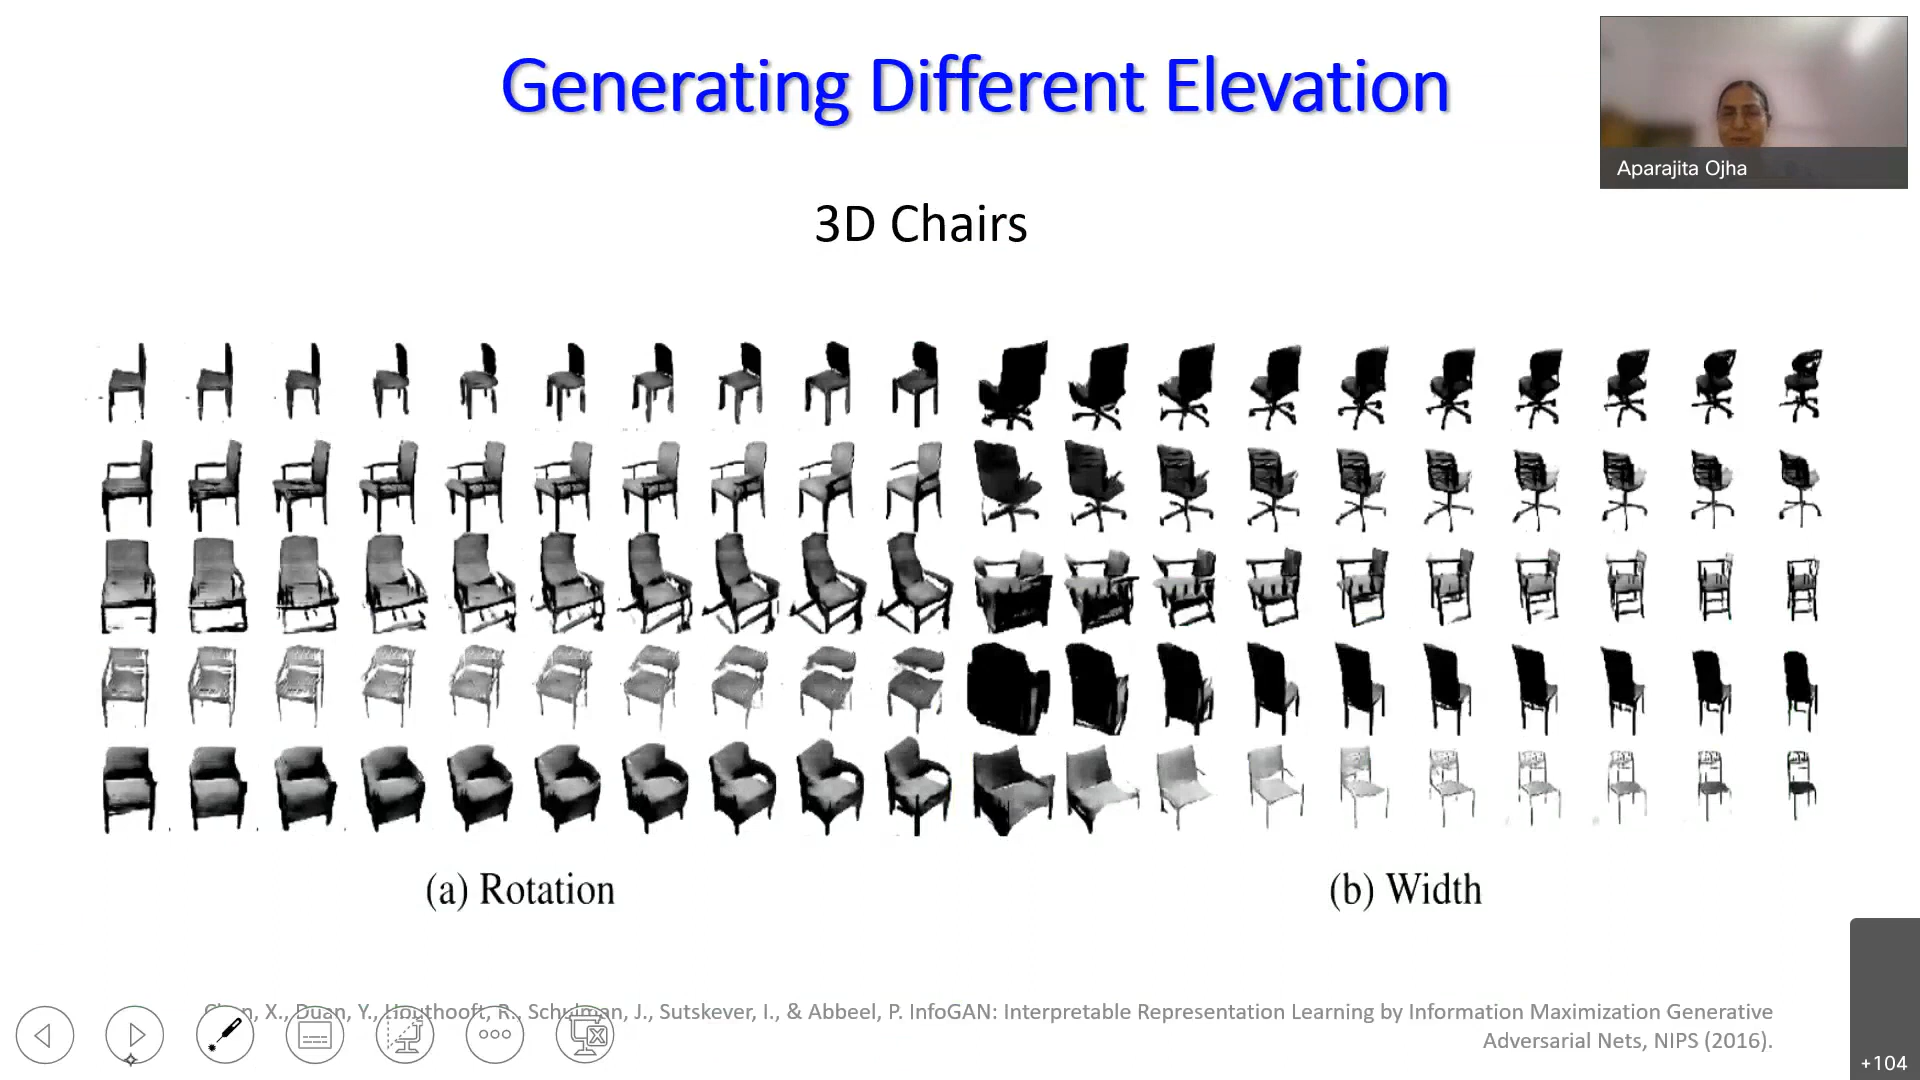 Generating Different Elevation
Aparajita Ojha
3D Chairs
(a) Rotation
(b) Width
Chen, X., Duan, Y., Houthooft, R., Schulman, J., Sutskever, I., & Abbeel, P. InfoGAN: Interpretable Representation Learning by Information Maximization Generative
Adversarial Nets, NIPS (2016).
+104